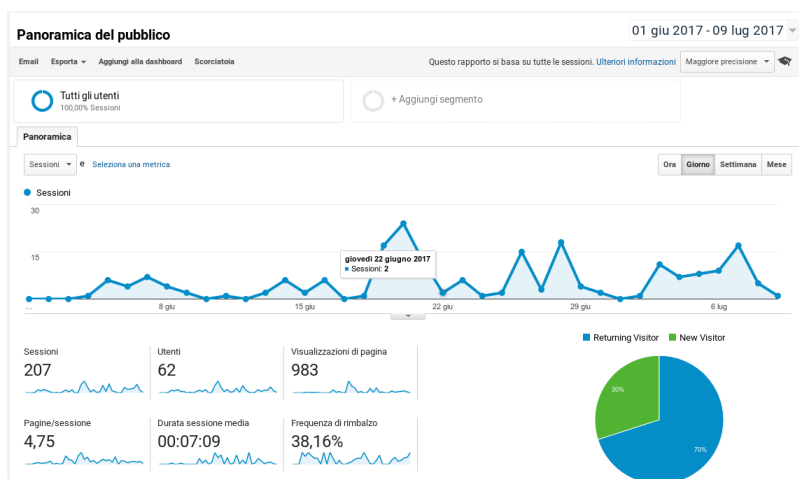 Panoramica del pubblico
01 giu 2017 - 09 lug 2017
Email Esporta Aggiungi alla dashboard Scorciatoia
Questo rapporto si basa su tutte le sessioni. Ulteriori informazioni Maggiore precisione
Tutti gli utenti
100,00% Sessioni
+ Aggiungi segmento
Panoramica
Sessioni e Seleziona una metrica
Ora Giorno Settimana Mese
Sessioni
30
15
giovedì 22 giugno 2017
Sessioni: 2
... 8 giu 15 giu 22 giu 29 giu 6 lug
Returning Visitor New Visitor
Sessioni
207
Utenti
62
Visualizzazioni di pagina
983
Pagine/sessione
4,75
Durata sessione media
00:07:09
Frequenza di rimbalzo
38,16%
30%
70%